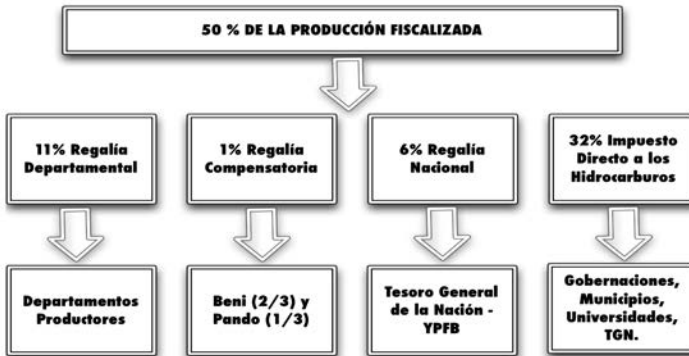 50 % DE LA PRODUCCIÓN FISCALIZADA
11% Regalía
Departamental
1% Regalía
Compensatoria
6% Regalía
Nacional
32% Impuesto
Directo a los
Hidrocarburos
Departamentos
Productores
Beni (2/3) y
Pando (1/3)
Tesoro General
de la Nación -
YPFB
Gobernaciones,
Municipios,
Universidades,
TGN.